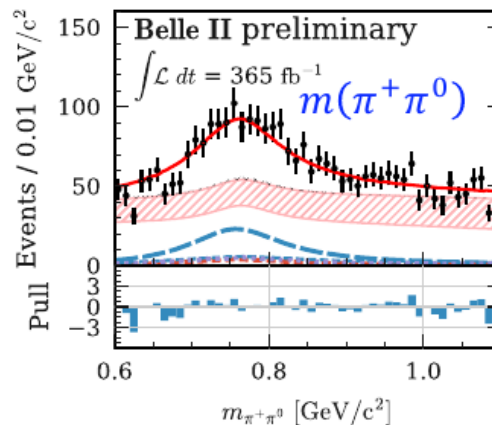 150
Belle II preliminary
∫ℒ dt = 365 fb⁻¹
m(π⁺π⁰)
100
50
0
Events / 0.01 GeV/c²
3
0
−3
Pull
0.6 0.8 1.0
m_{π⁺π⁰} [GeV/c²]